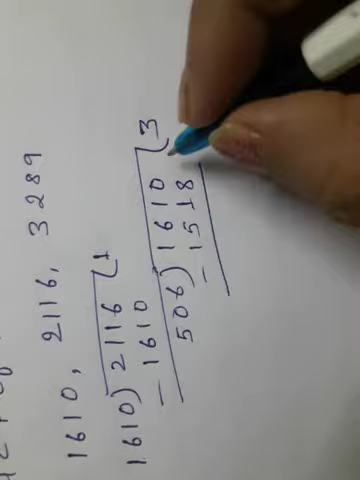 1610, 2116, 3289
1610) 2116 (1
- 1610
506) 1610 (3
- 1518